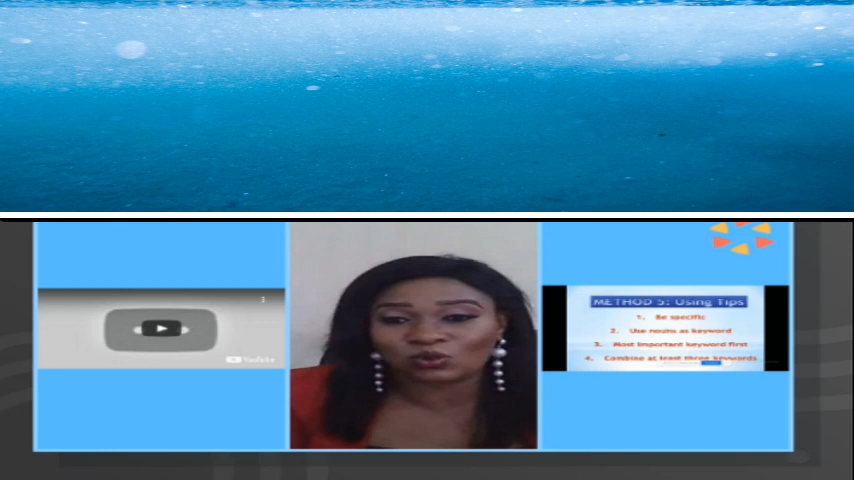 YouTube
METHOD 5: Using Tips
1. Be specific
2. Use nouns as keyword
3. Most important keyword first
4. Combine at least three keywords